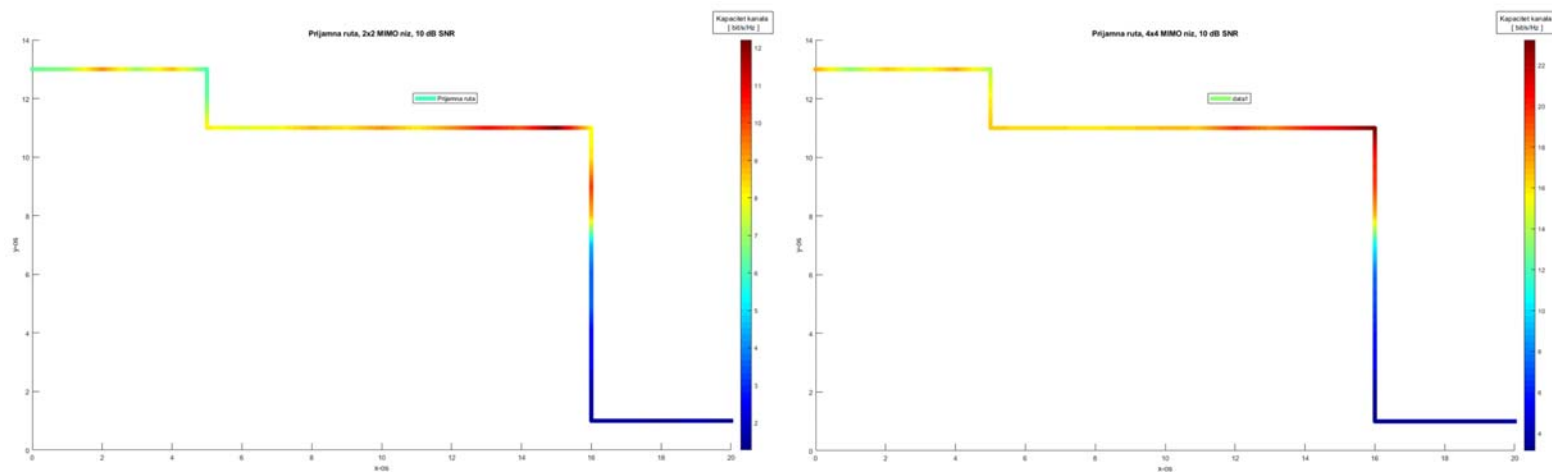 Kapacitet kanala
[ bit/s/Hz ]
Prijamna ruta, 2x2 MIMO niz, 10 dB SNR
14
12
10
8
6
4
2
0
y-os
Prijamna ruta
0 2 4 6 8 10 12 14 16 18 20
x-os
12
11
10
9
8
7
6
5
4
3
2
Kapacitet kanala
[ bit/s/Hz ]
Prijamna ruta, 4x4 MIMO niz, 10 dB SNR
14
12
10
8
6
4
2
0
y-os
data1
0 2 4 6 8 10 12 14 16 18 20
x-os
22
20
18
16
14
12
10
8
6
4